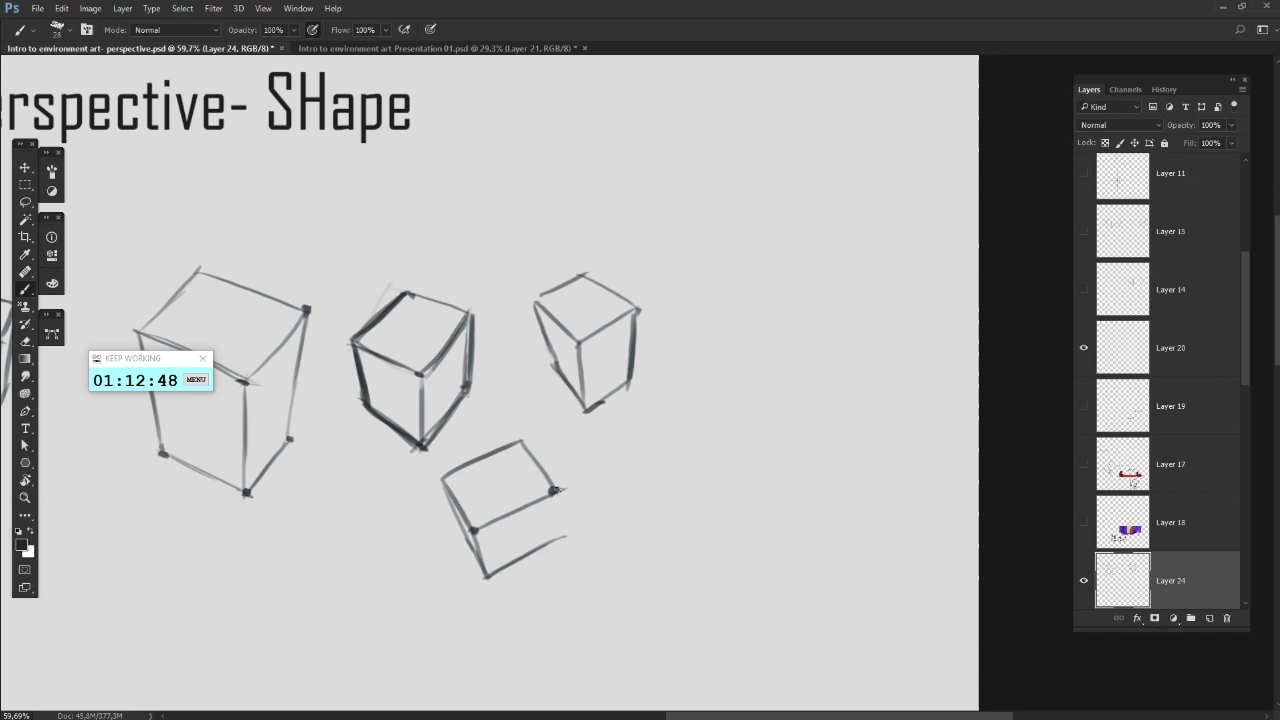 Ps File Edit Image Layer Type Select Filter 3D View Window Help
28 Mode: Normal Opacity: 100% Flow: 100%
Intro to environment art- perspective.psd @ 59,7% (Layer 24, RGB/8) * × Intro to environment art Presentation 01.psd @ 29,3% (Layer 21, RGB/8) * ×
erspective- SHape
KEEP WORKING
01:12:48 MENU
Layers Channels History
Kind
Normal Opacity: 100%
Lock: Fill: 100%
Layer 11
Layer 15
Layer 14
Layer 20
Layer 19
Layer 17
Layer 18
Layer 24
fx
59,69% Doc: 45,8M/377,3M